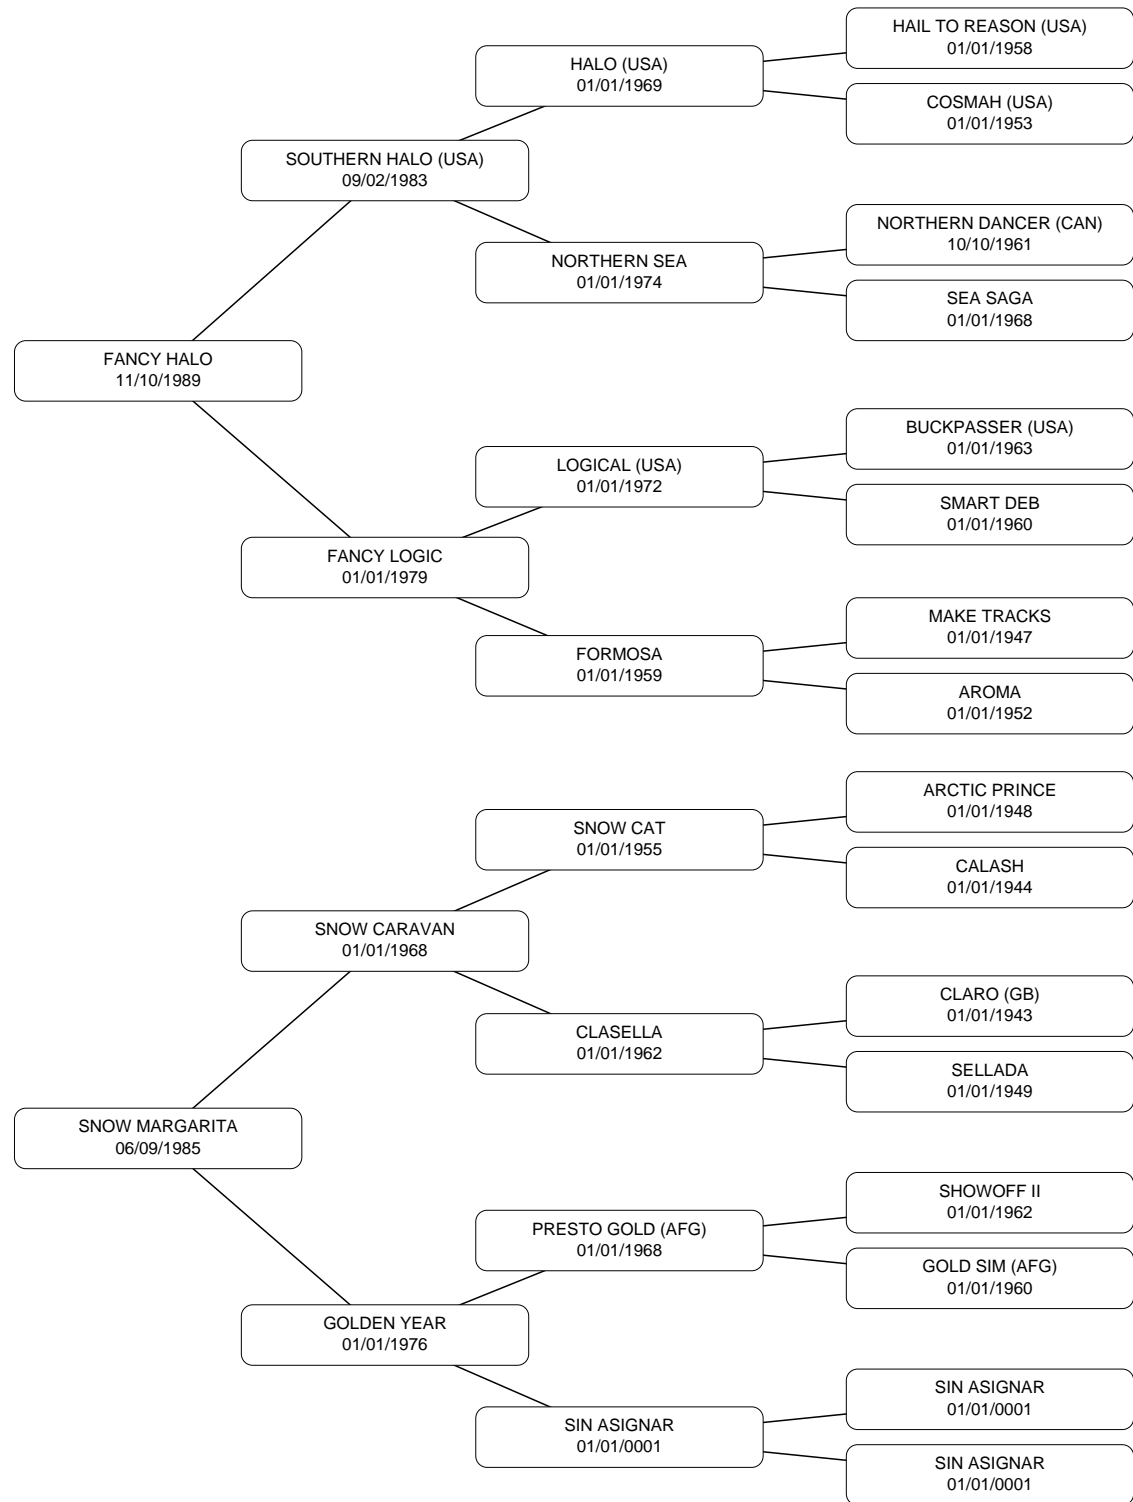 HAIL TO REASON (USA)
01/01/1958
HALO (USA)
01/01/1969
COSMAH (USA)
01/01/1953
SOUTHERN HALO (USA)
09/02/1983
NORTHERN DANCER (CAN)
10/10/1961
NORTHERN SEA
01/01/1974
SEA SAGA
01/01/1968
FANCY HALO
11/10/1989
BUCKPASSER (USA)
01/01/1963
LOGICAL (USA)
01/01/1972
SMART DEB
01/01/1960
FANCY LOGIC
01/01/1979
MAKE TRACKS
01/01/1947
FORMOSA
01/01/1959
AROMA
01/01/1952
ARCTIC PRINCE
01/01/1948
SNOW CAT
01/01/1955
CALASH
01/01/1944
SNOW CARAVAN
01/01/1968
CLARO (GB)
01/01/1943
CLASELLA
01/01/1962
SELLADA
01/01/1949
SNOW MARGARITA
06/09/1985
SHOWOFF II
01/01/1962
PRESTO GOLD (AFG)
01/01/1968
GOLD SIM (AFG)
01/01/1960
GOLDEN YEAR
01/01/1976
SIN ASIGNAR
01/01/0001
SIN ASIGNAR
01/01/0001
SIN ASIGNAR
01/01/0001